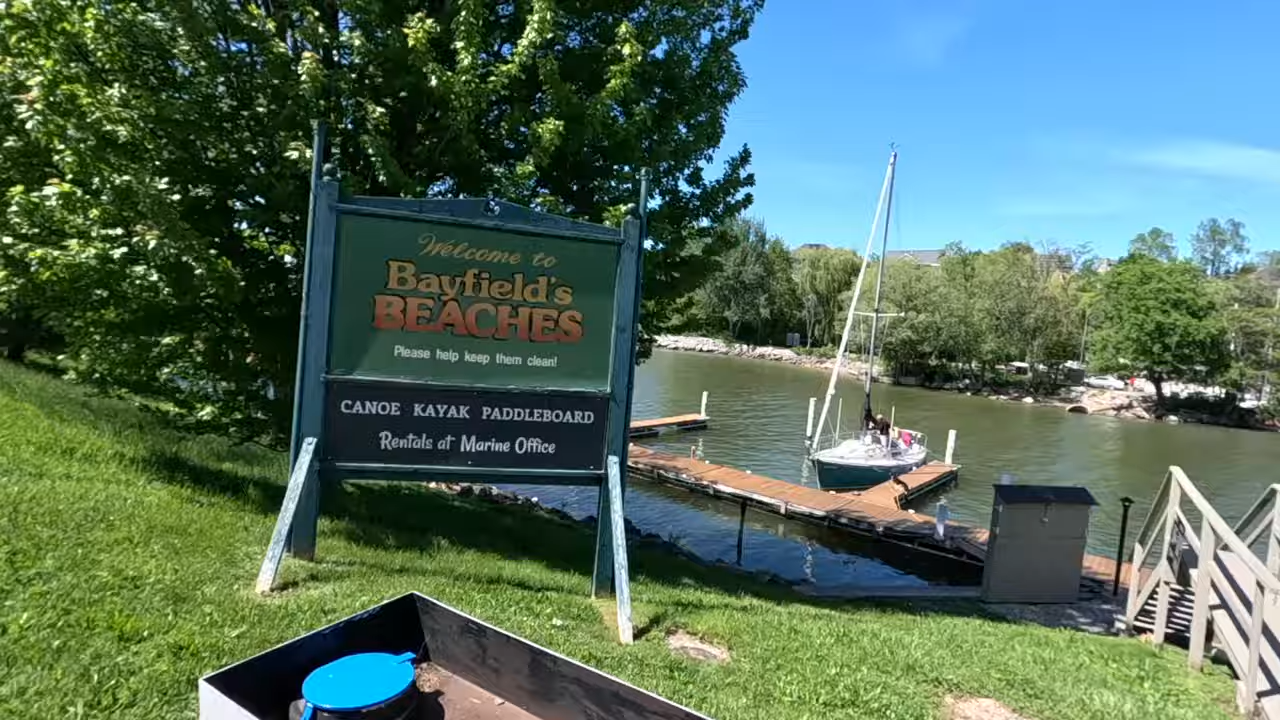 Welcome to
Bayfield's
BEACHES
Please help keep them clean!
CANOE KAYAK PADDLEBOARD
Rentals at Marine Office